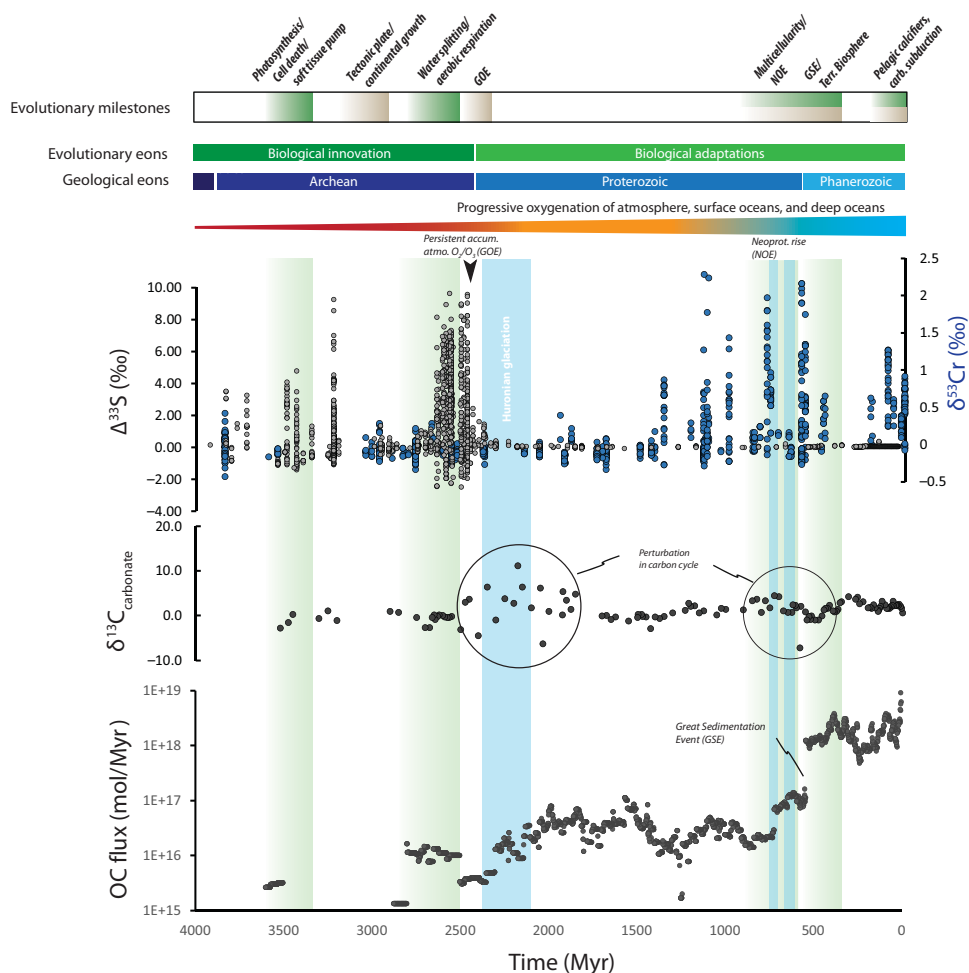 Photosynthesis/
Cell death/
soft tissue pump
Tectonic plate/
continental growth
Water splitting/
aerobic respiration
GOE
Multicellularity/
NOE
GSE/
Terr. Biosphere
Pelagic calcifiers,
carb. subduction
Evolutionary milestones
Evolutionary eons
Biological innovation
Biological adaptations
Geological eons
Archean
Proterozoic
Phanerozoic
Progressive oxygenation of atmosphere, surface oceans, and deep oceans
Persistent accum.
atmo. O₂/O₃ (GOE)
Neoprot. rise
(NOE)
Huronian glaciation
Δ³³S (‰)
10.00
8.00
6.00
4.00
2.00
0.00
−2.00
−4.00
2.5
2
1.5
1
0.5
0
−0.5
δ⁵³Cr (‰)
δ¹³C carbonate
20.0
10.0
0.0
−10.0
Perturbation
in carbon cycle
OC flux (mol/Myr)
1E+19
1E+18
1E+17
1E+16
1E+15
Great Sedimentation
Event (GSE)
4000 3500 3000 2500 2000 1500 1000 500 0
Time (Myr)